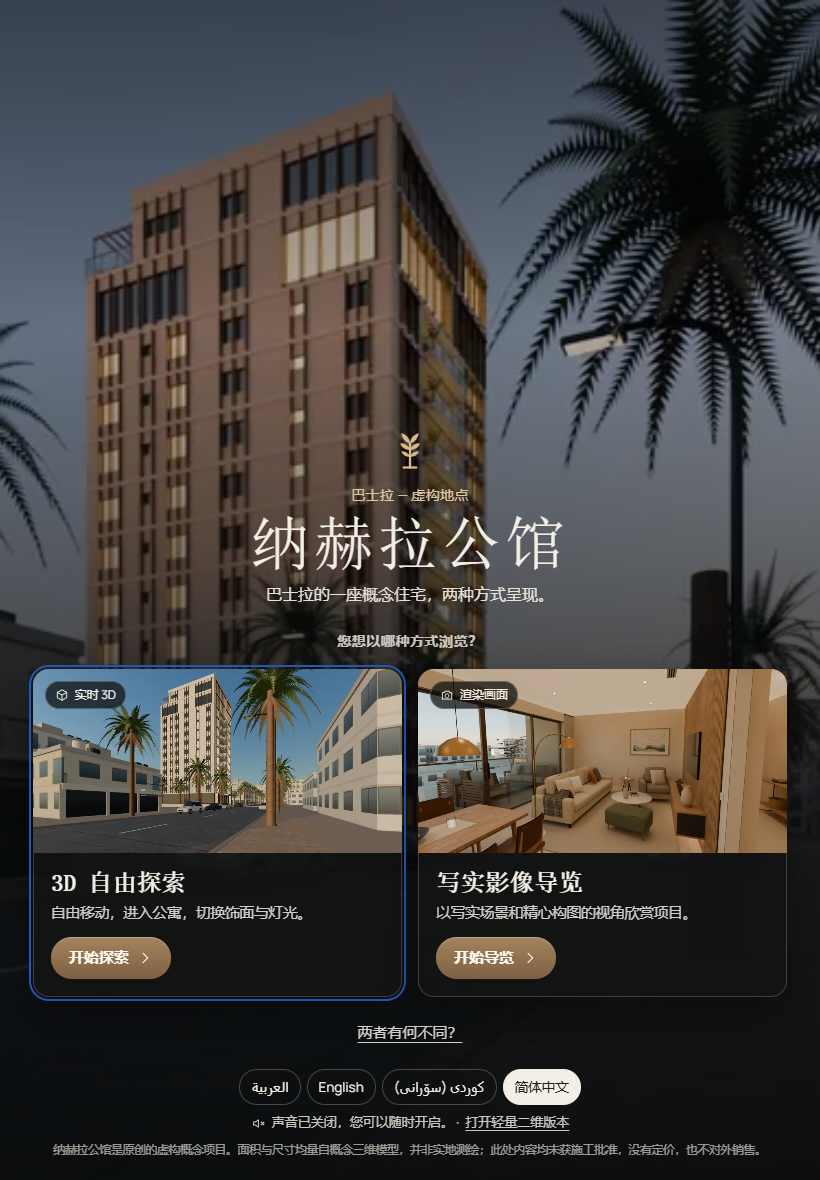 巴士拉 — 虚构地点
纳赫拉公馆
巴士拉的一座概念住宅，两种方式呈现。
您想以哪种方式浏览？
实时 3D
3D 自由探索
自由移动，进入公寓，切换饰面与灯光。
开始探索
渲染画面
写实影像导览
以写实场景和精心构图的视角欣赏项目。
开始导览
两者有何不同？
العربية
English
کوردی (سۆرانی)
简体中文
声音已关闭，您可以随时开启。 · 打开轻量二维版本
纳赫拉公馆是原创的虚构概念项目。面积与尺寸均量自概念三维模型，并非实地测绘；此处内容均未获施工批准，没有定价，也不对外销售。